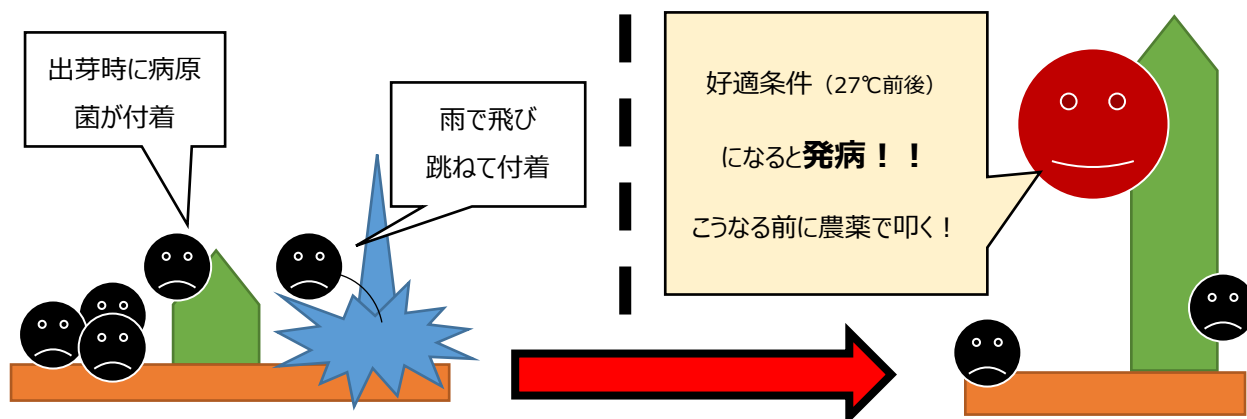 出芽時に病原
菌が付着
雨で飛び
跳ねて付着
好適条件（27℃前後）
になると発病！！
こうなる前に農薬で叩く！